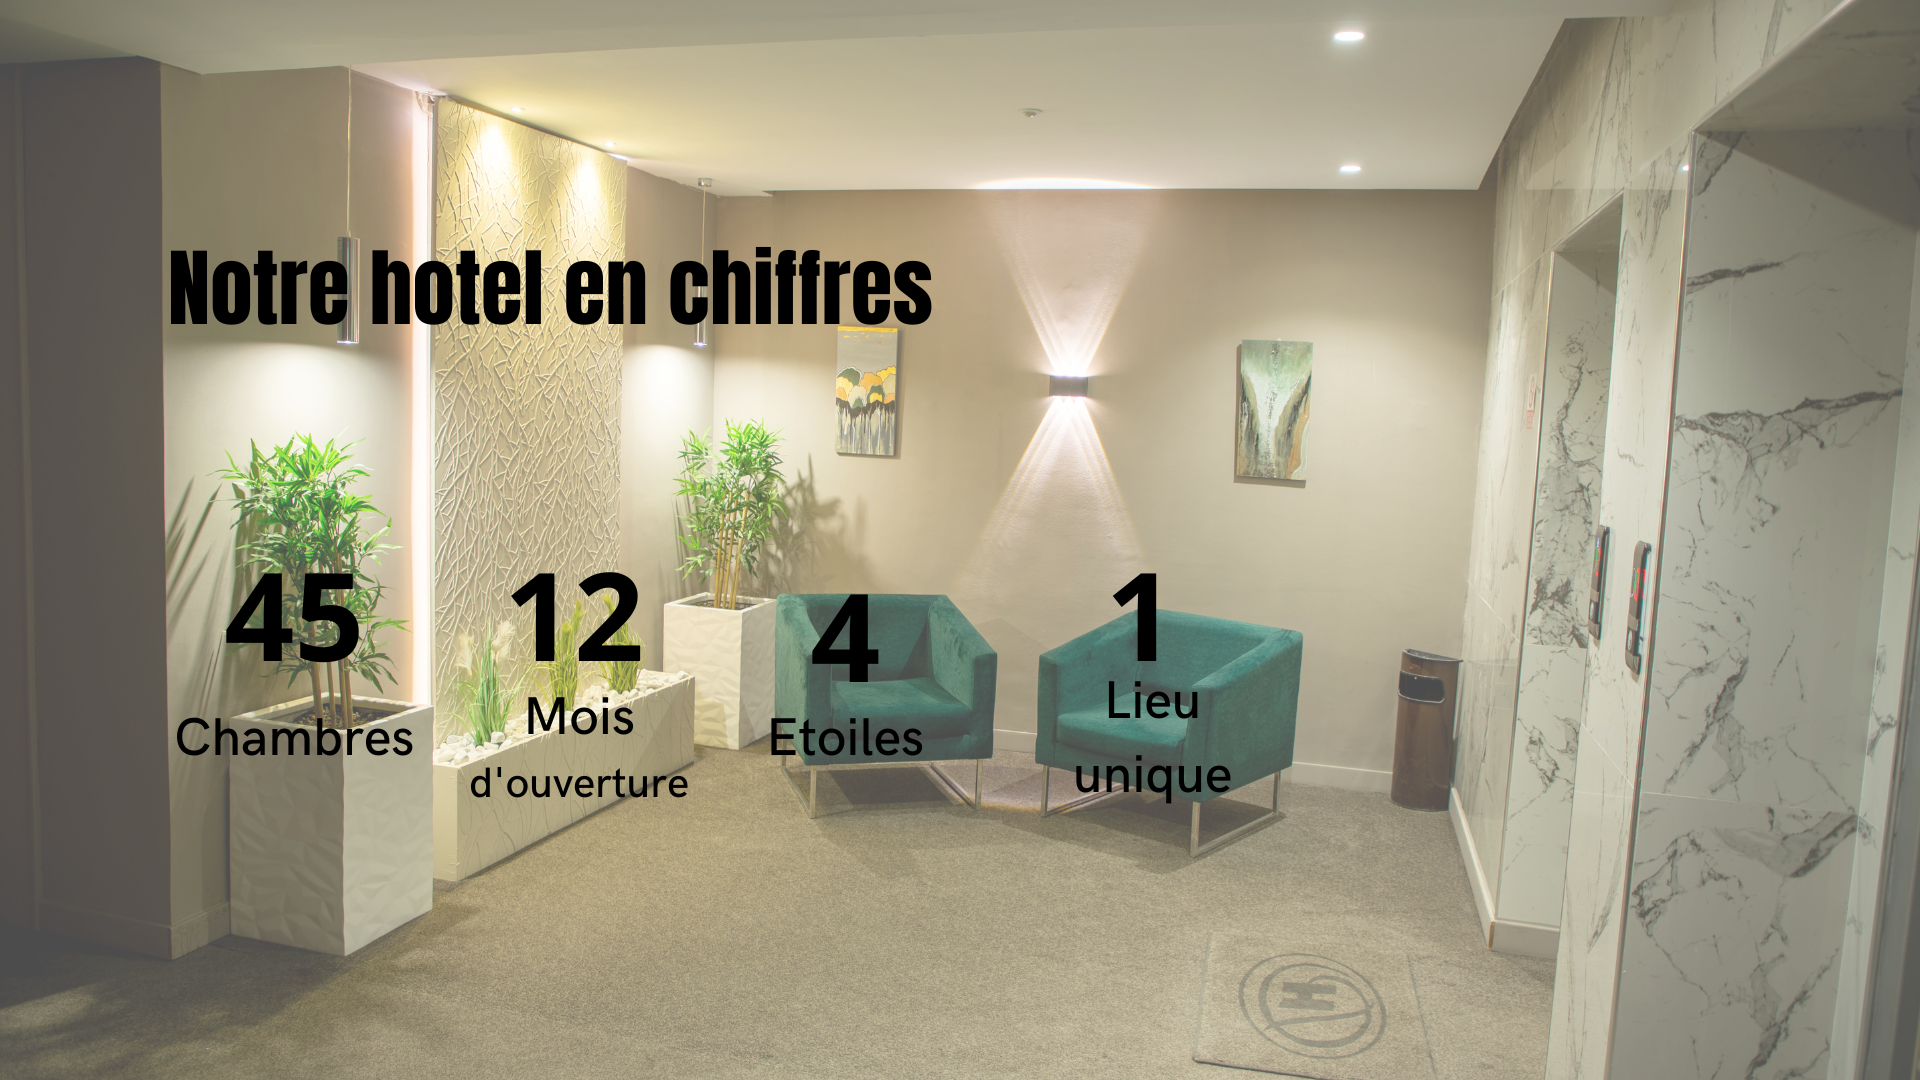 Notre hotel en chiffres
45
Chambres
12
Mois
d'ouverture
4
Etoiles
1
Lieu
unique